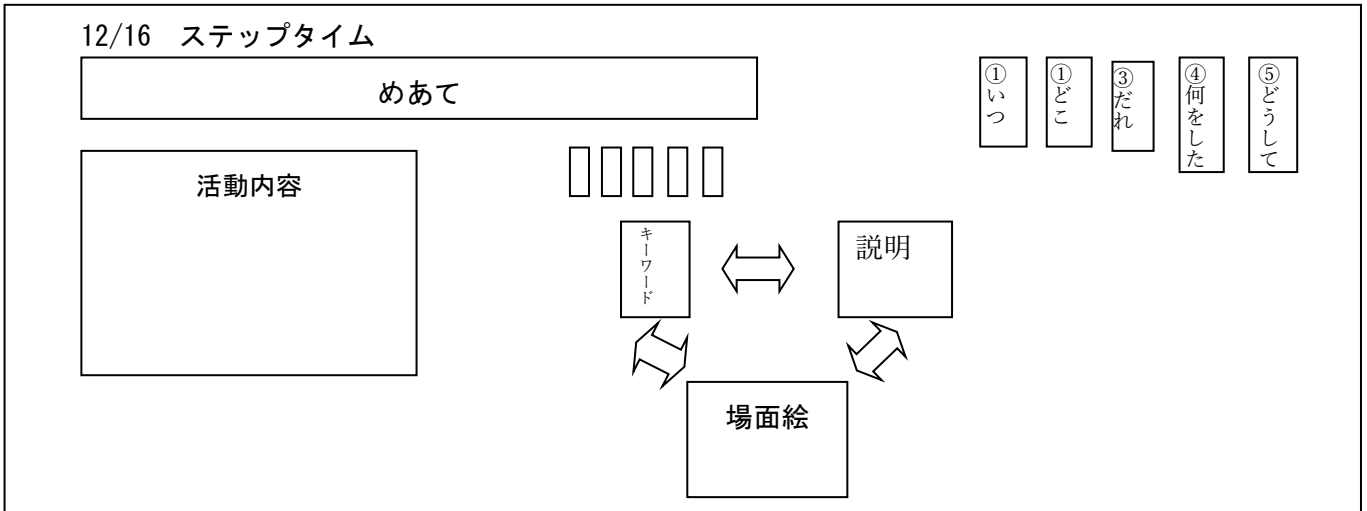 12/16　ステップタイム
めあて
①いつ
①どこ
③だれ
④何をした
⑤どうして
活動内容
キーワード
説明
場面絵